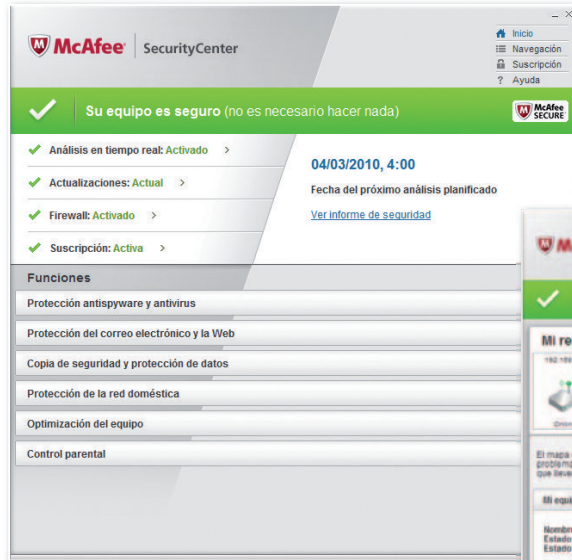 McAfee SecurityCenter
Inicio
Navegación
Suscripción
? Ayuda
Su equipo es seguro (no es necesario hacer nada)
McAfee
SECURE
Análisis en tiempo real: Activado >
Actualizaciones: Actual >
Firewall: Activado >
Suscripción: Activa >
04/03/2010, 4:00
Fecha del próximo análisis planificado
Ver informe de seguridad
Funciones
Protección antispyware y antivirus
Protección del correo electrónico y la Web
Copia de seguridad y protección de datos
Protección de la red doméstica
Optimización del equipo
Control parental
Mi re
El mapa
problema
que lleve
Mi equi
Nombr
Estado
Estado